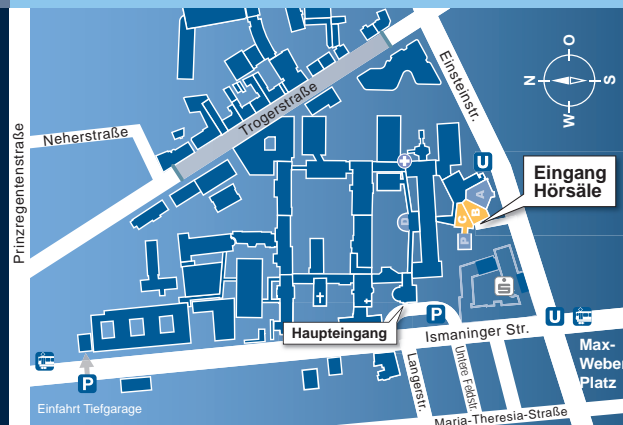 O
N
S
W
Einsteinstr.
Trogerstraße
Neherstraße
Prinzregentenstraße
U
Eingang
Hörsäle
A
B
C
P
D
S
Haupteingang
P
Ismaninger Str.
U
Max-
Weber
Platz
P
Einfahrt Tiefgarage
Langerstr.
Untere Feldstr.
Maria-Theresia-Straße